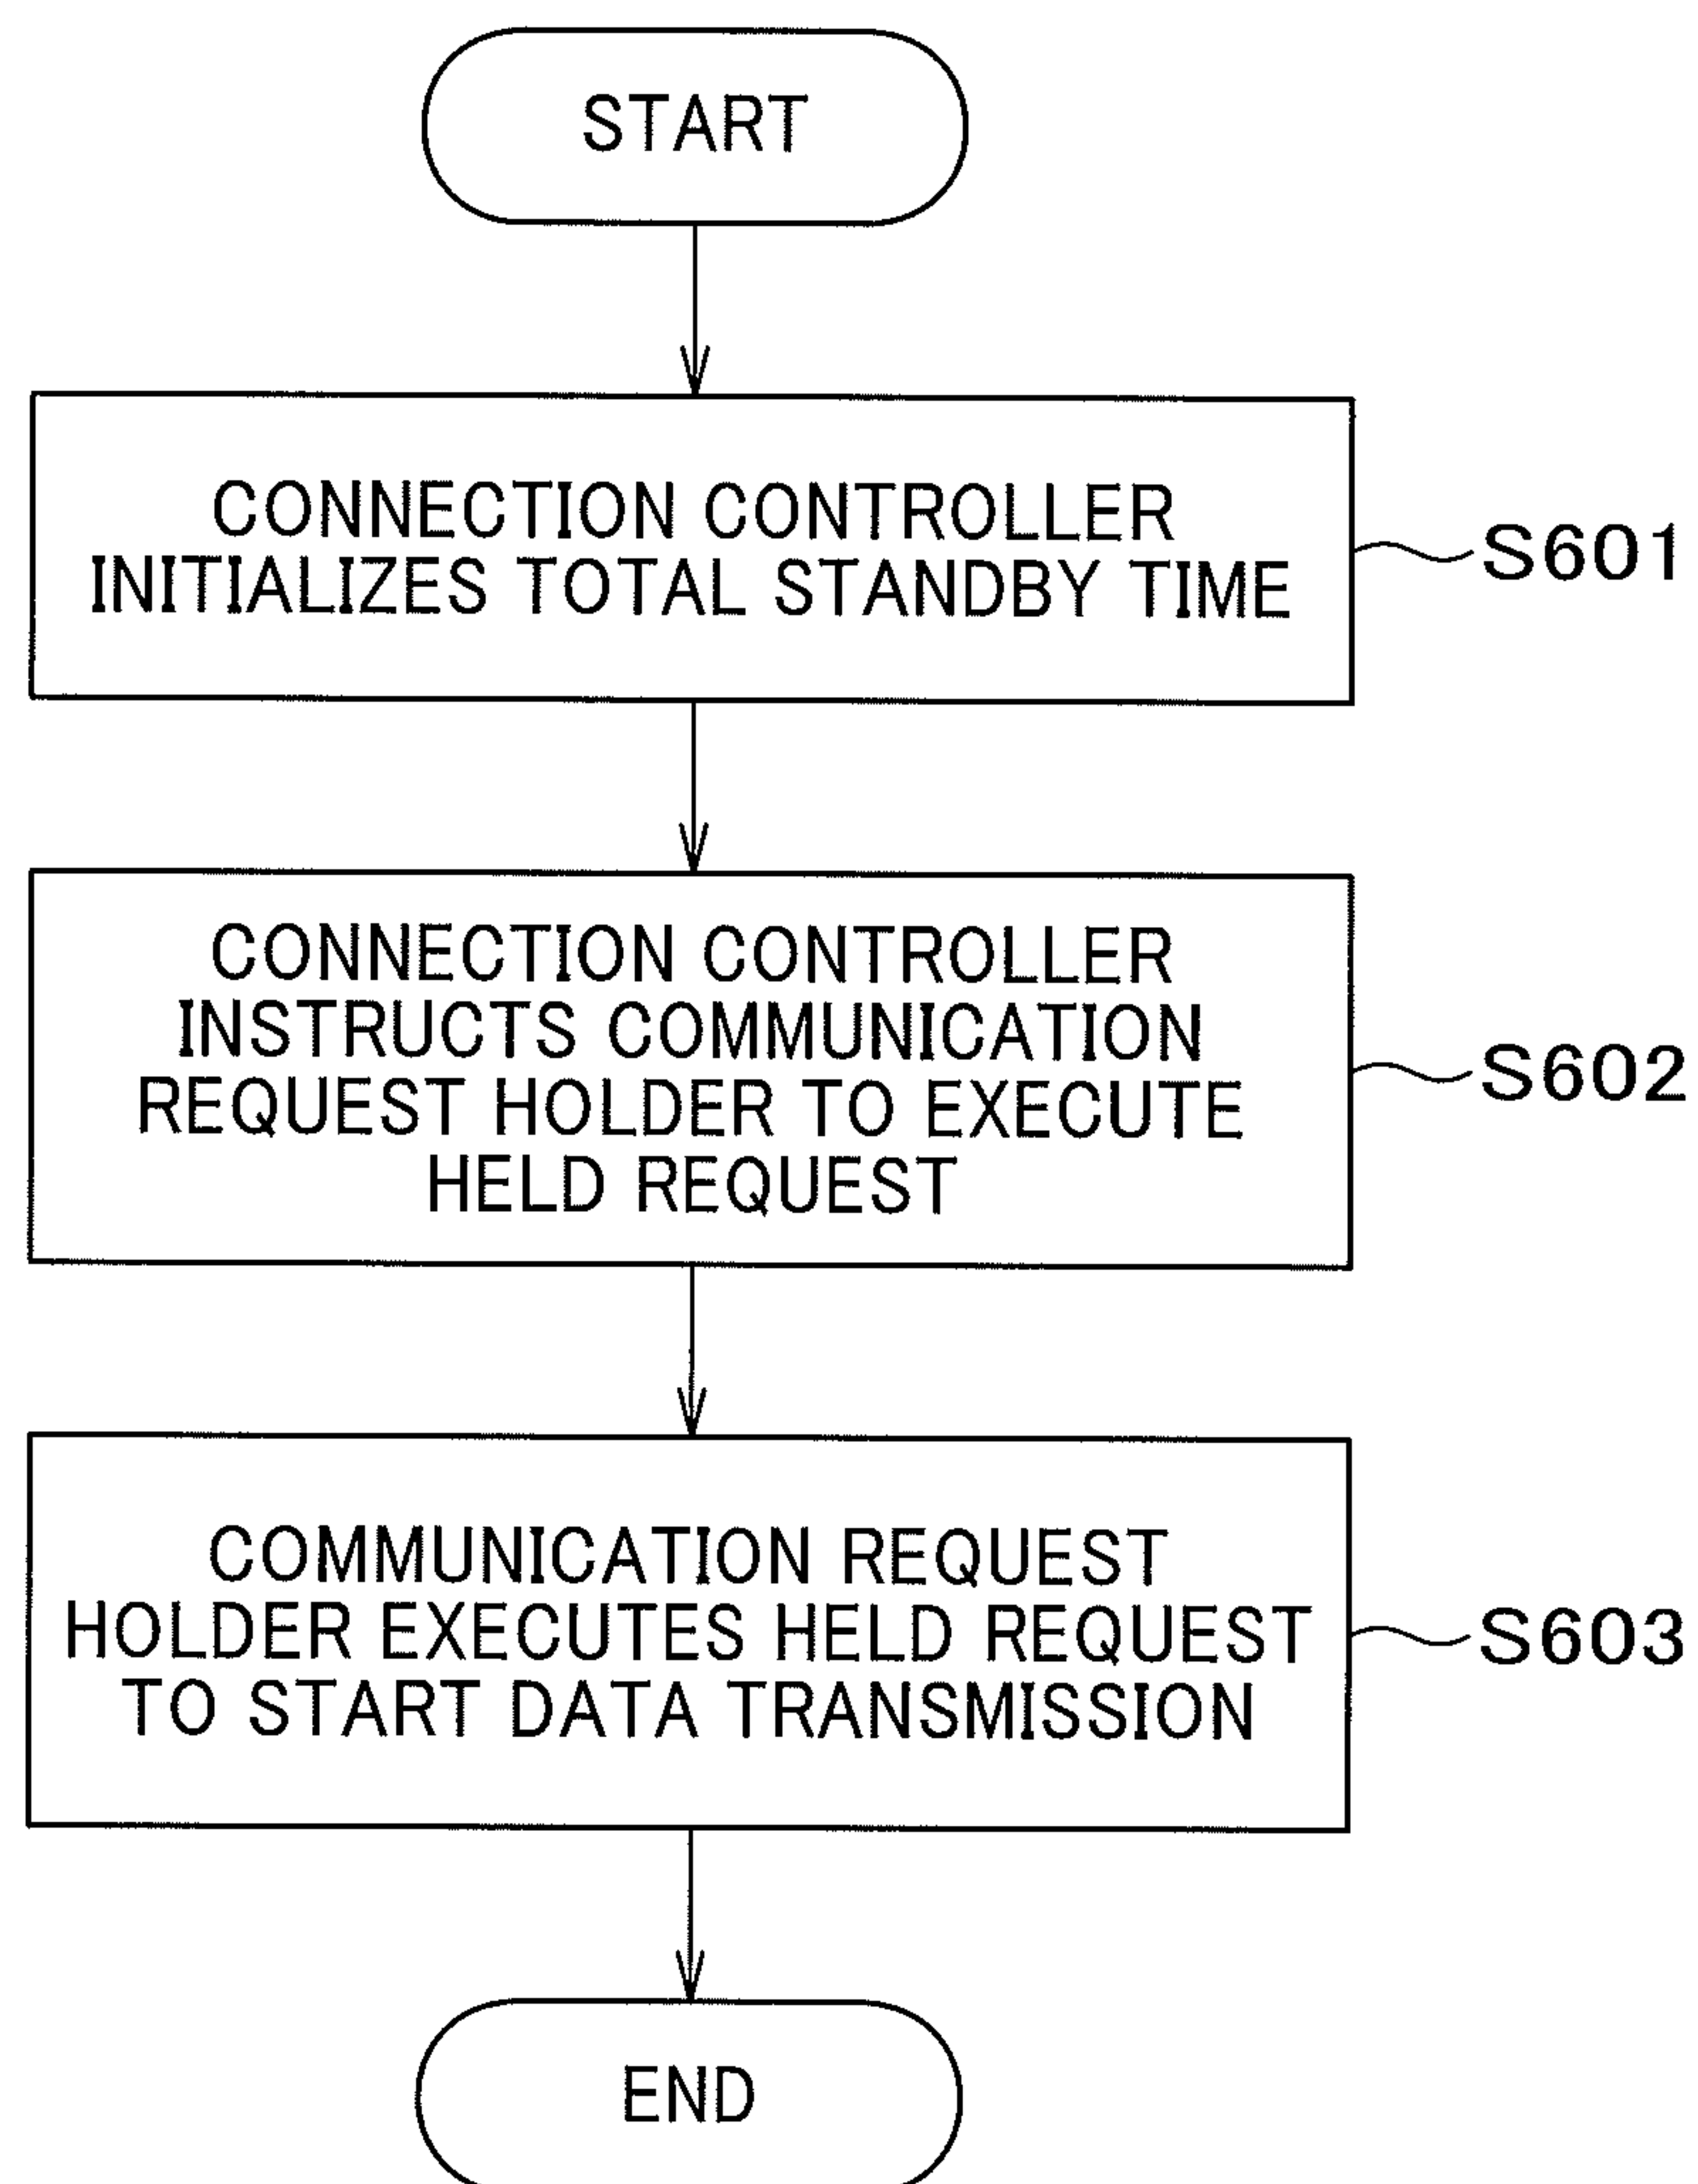 START
CONNECTION CONTROLLER
INITIALIZES TOTAL STANDBY TIME
S601
CONNECTION CONTROLLER
INSTRUCTS COMMUNICATION
REQUEST HOLDER TO EXECUTE
HELD REQUEST
S602
COMMUNICATION REQUEST
HOLDER EXECUTES HELD REQUEST
TO START DATA TRANSMISSION
S603
END